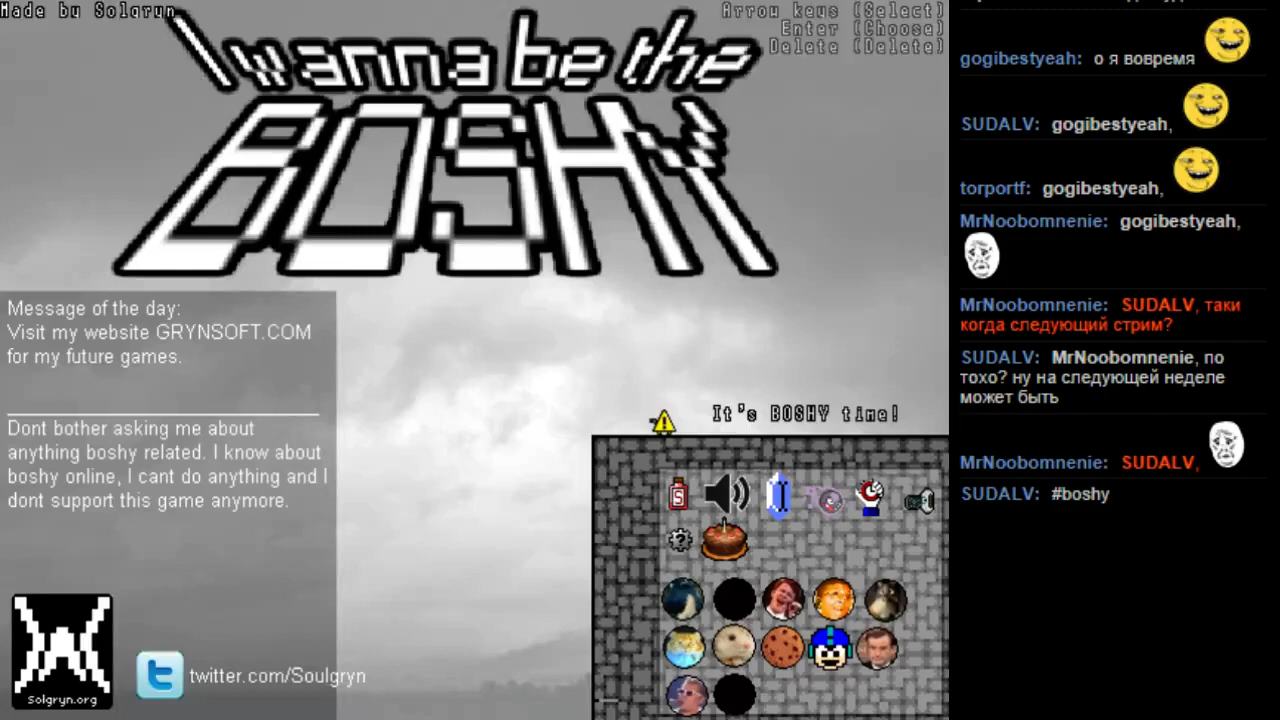 Made by Solgryn
Arrow keys (Select)
Enter (Choose)
Delete (Delete)
I wanna be the
BOSHY
Message of the day:
Visit my website GRYNSOFT.COM
for my future games.
Dont bother asking me about
anything boshy related. I know about
boshy online, I cant do anything and I
dont support this game anymore.
Solgryn.org
twitter.com/Soulgryn
It's BOSHY time!
S
?
gogibestyeah: о я вовремя
SUDALV: gogibestyeah,
torportf: gogibestyeah,
MrNoobomnenie: gogibestyeah,
MrNoobomnenie: SUDALV, таки
когда следующий стрим?
SUDALV: MrNoobomnenie, по
тохо? ну на следующей неделе
может быть
MrNoobomnenie: SUDALV,
SUDALV: #boshy